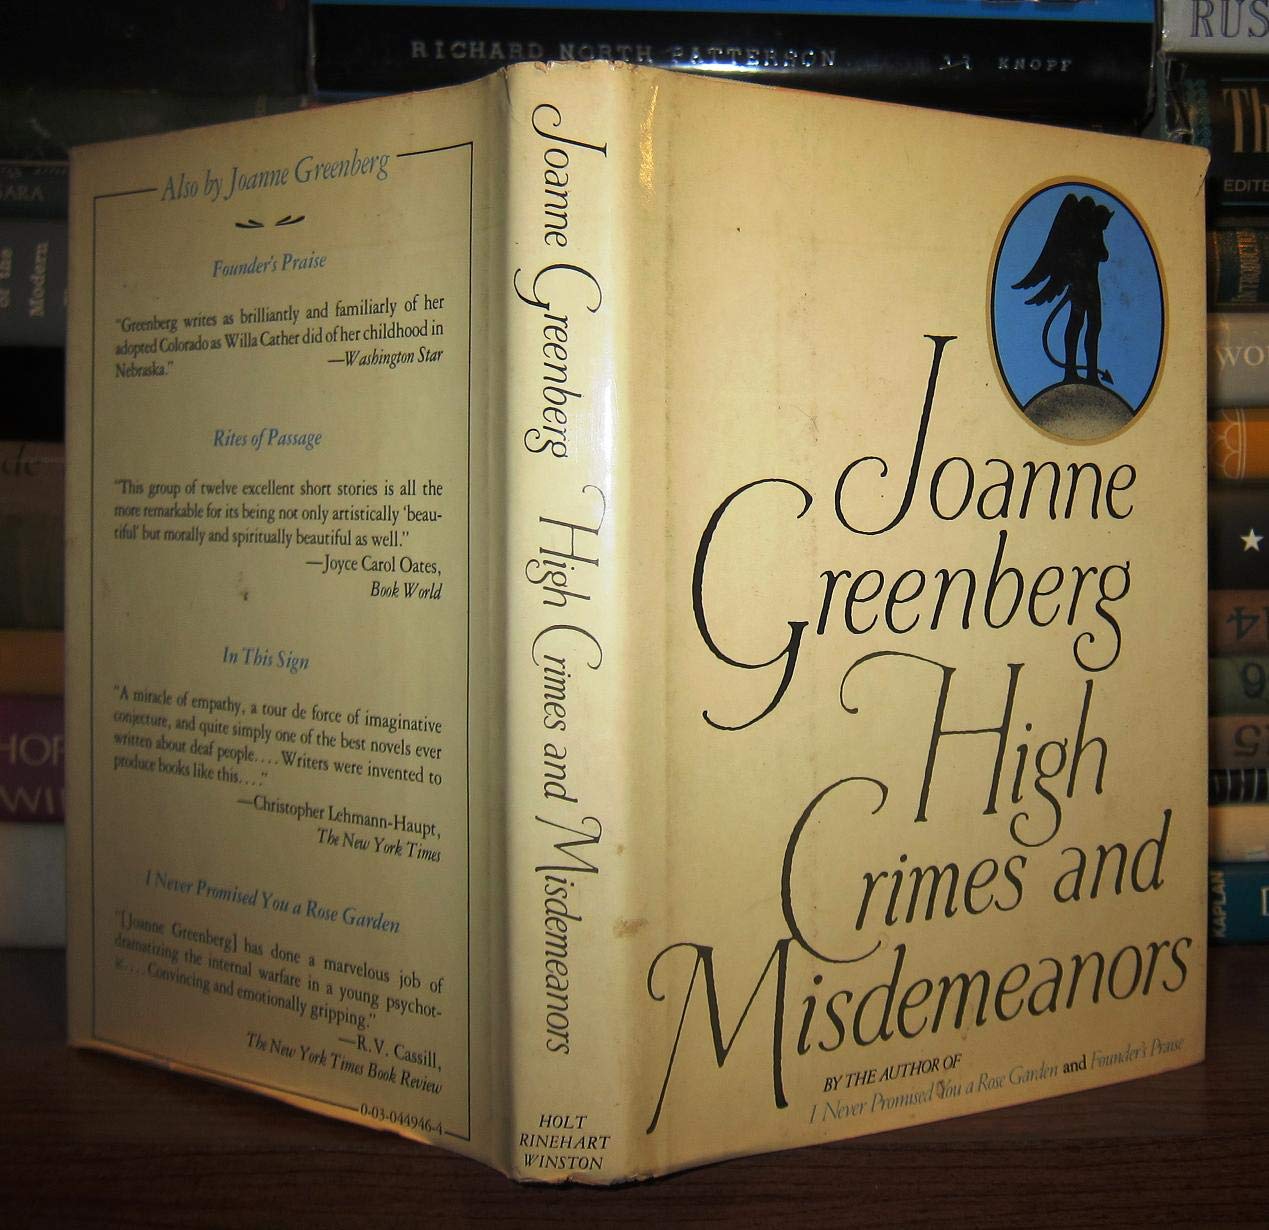 RICHARD NORTH PATTERSON KNOPF
RUS
Also by Joanne Greenberg
Founder's Praise
"Greenberg writes as brilliantly and familiarly of her
adopted Colorado as Willa Cather did of her childhood in
Nebraska."
—Washington Star
Rites of Passage
"This group of twelve excellent short stories is all the
more remarkable for its being not only artistically 'beau-
tiful' but morally and spiritually beautiful as well."
—Joyce Carol Oates,
Book World
In This Sign
"A miracle of empathy, a tour de force of imaginative
conjecture, and quite simply one of the best novels ever
written about deaf people.... Writers were invented to
produce books like this...."
—Christopher Lehmann-Haupt,
The New York Times
I Never Promised You a Rose Garden
"[Joanne Greenberg] has done a marvelous job of
dramatizing the internal warfare in a young psychot-
ic.... Convincing and emotionally gripping."
—R.V. Cassill,
The New York Times Book Review
0-03-044946-4
Joanne Greenberg High Crimes and Misdemeanors
HOLT
RINEHART
WINSTON
Joanne
Greenberg
High
Crimes and
Misdemeanors
BY THE AUTHOR OF
I Never Promised You a Rose Garden and Founder's Praise
of the
Modern
KAPLAN